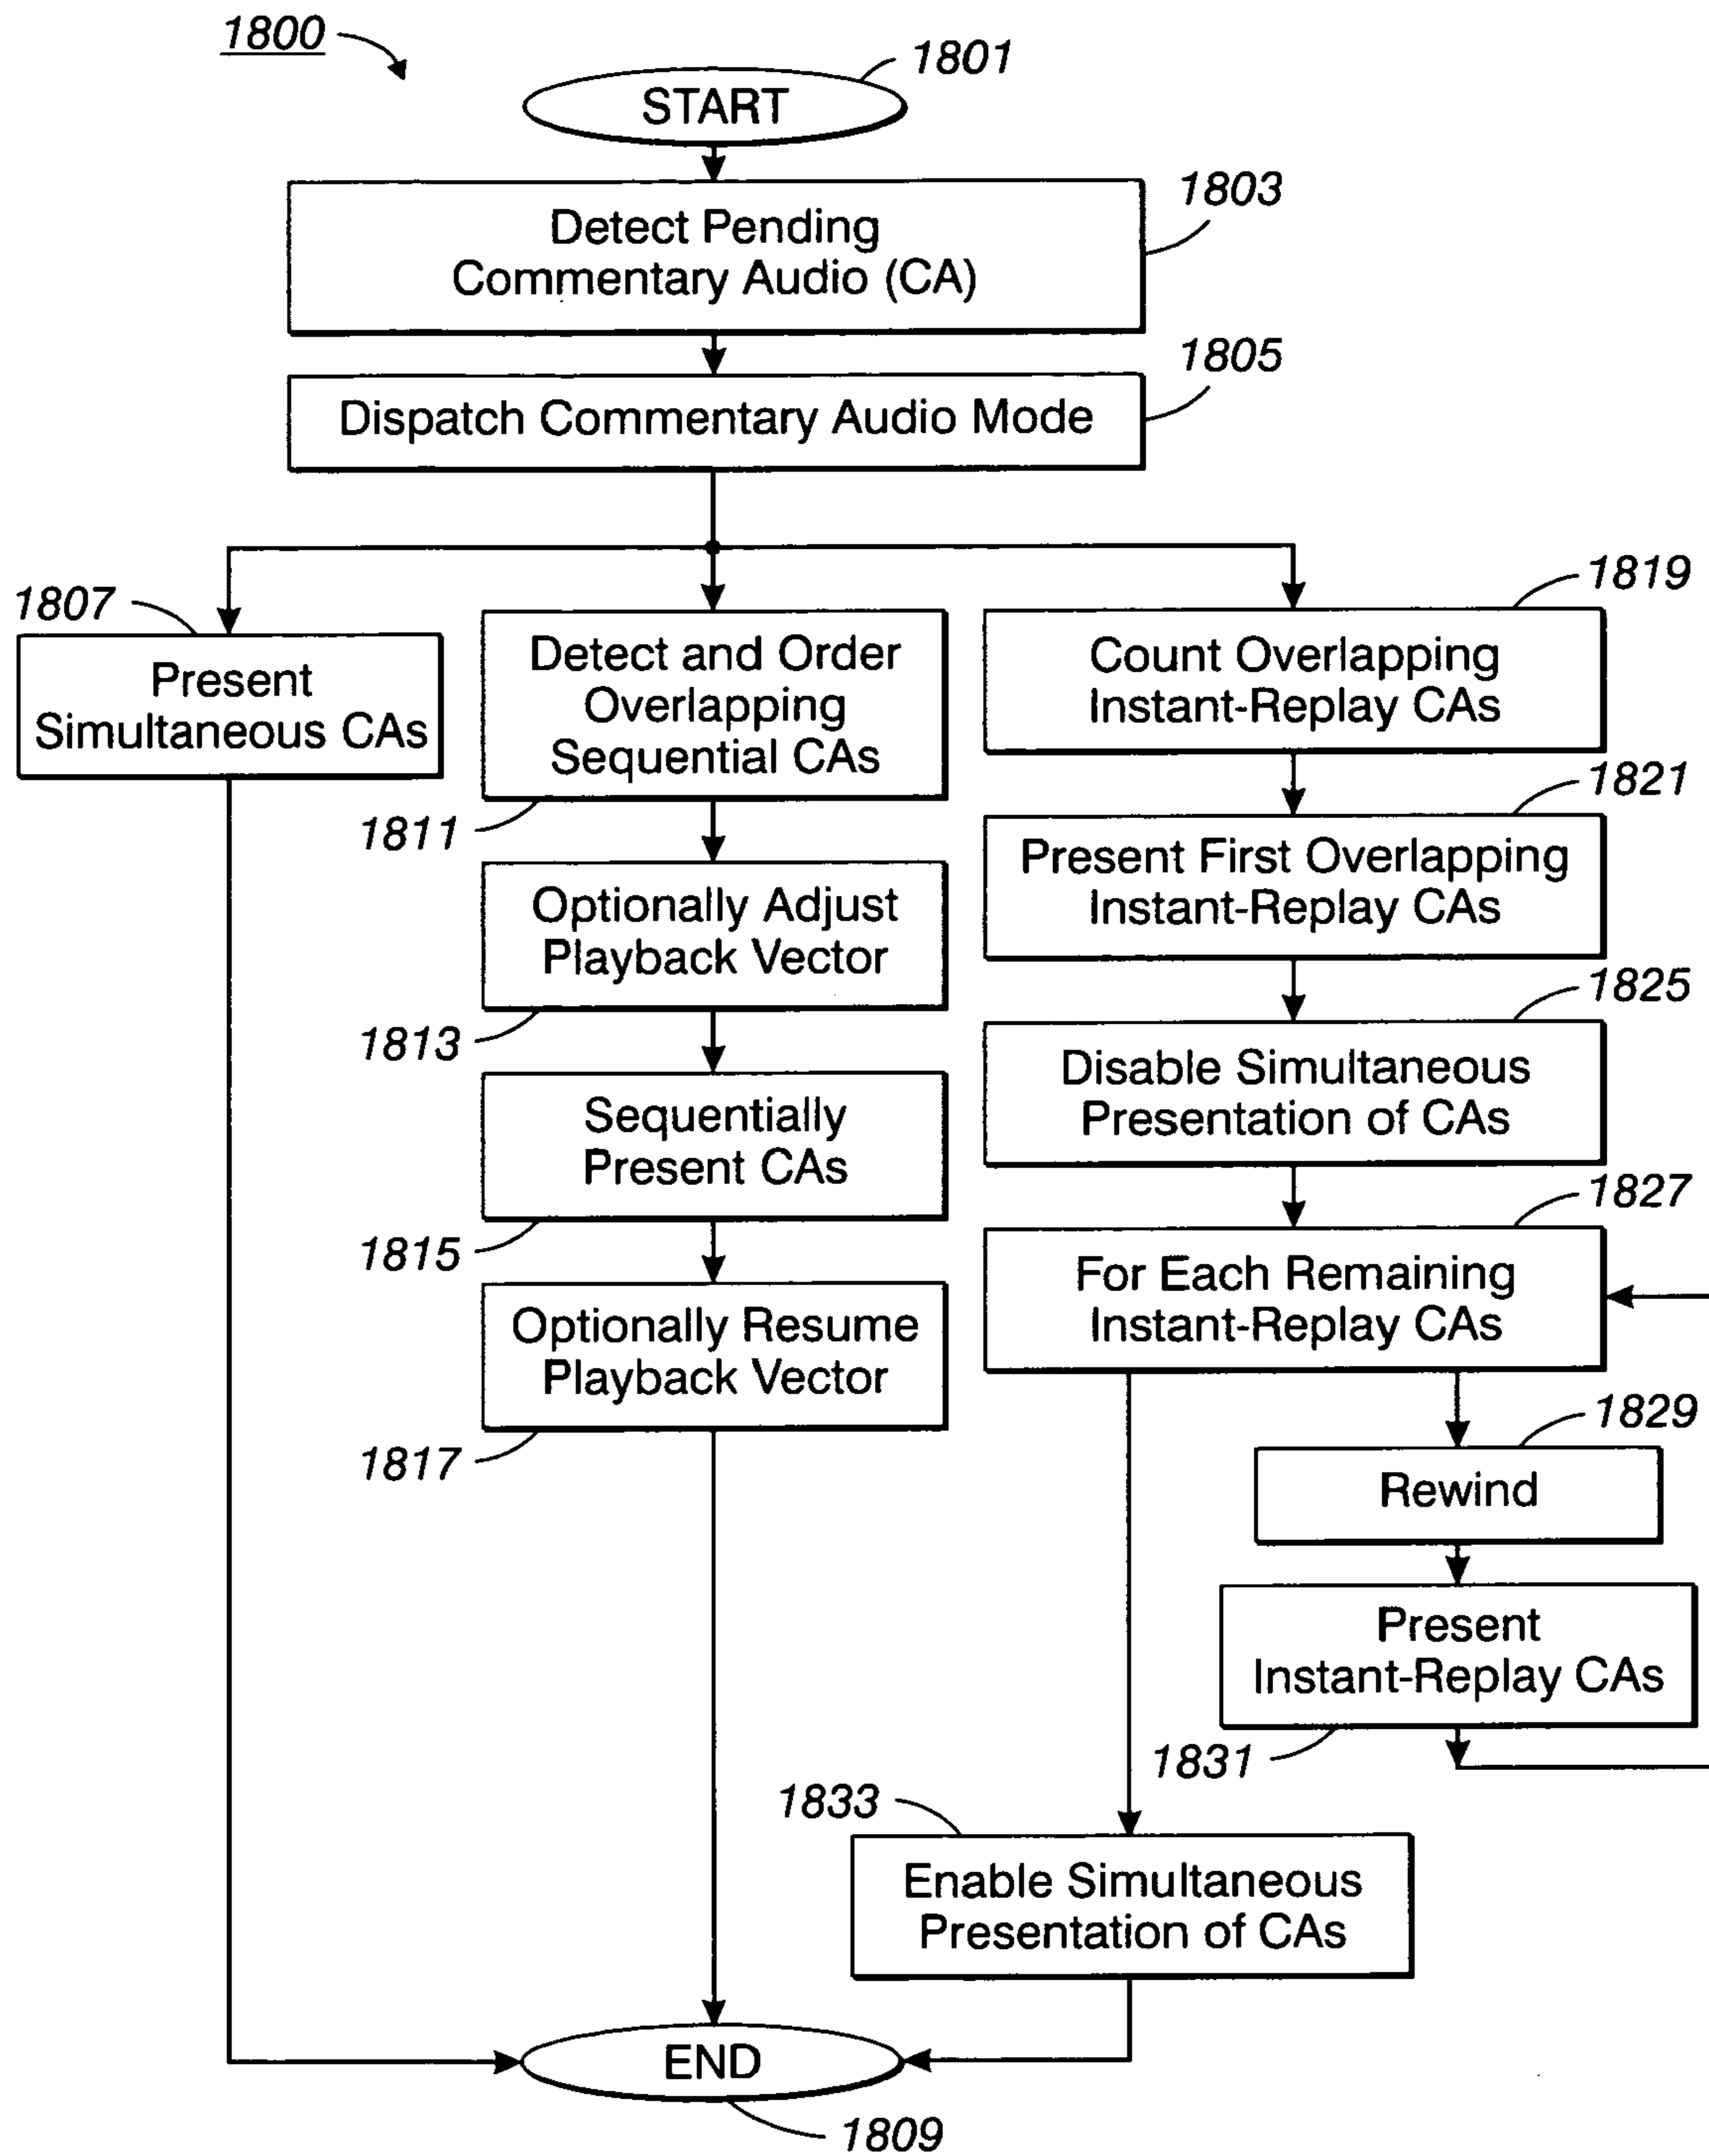 1800
1801
START
1803
Detect Pending
Commentary Audio (CA)
1805
Dispatch Commentary Audio Mode
1807
Present
Simultaneous CAs
Detect and Order
Overlapping
Sequential CAs
1811
Optionally Adjust
Playback Vector
1813
Sequentially
Present CAs
1815
Optionally Resume
Playback Vector
1817
1819
Count Overlapping
Instant-Replay CAs
1821
Present First Overlapping
Instant-Replay CAs
1825
Disable Simultaneous
Presentation of CAs
1827
For Each Remaining
Instant-Replay CAs
1829
Rewind
Present
Instant-Replay CAs
1831
1833
Enable Simultaneous
Presentation of CAs
END
1809